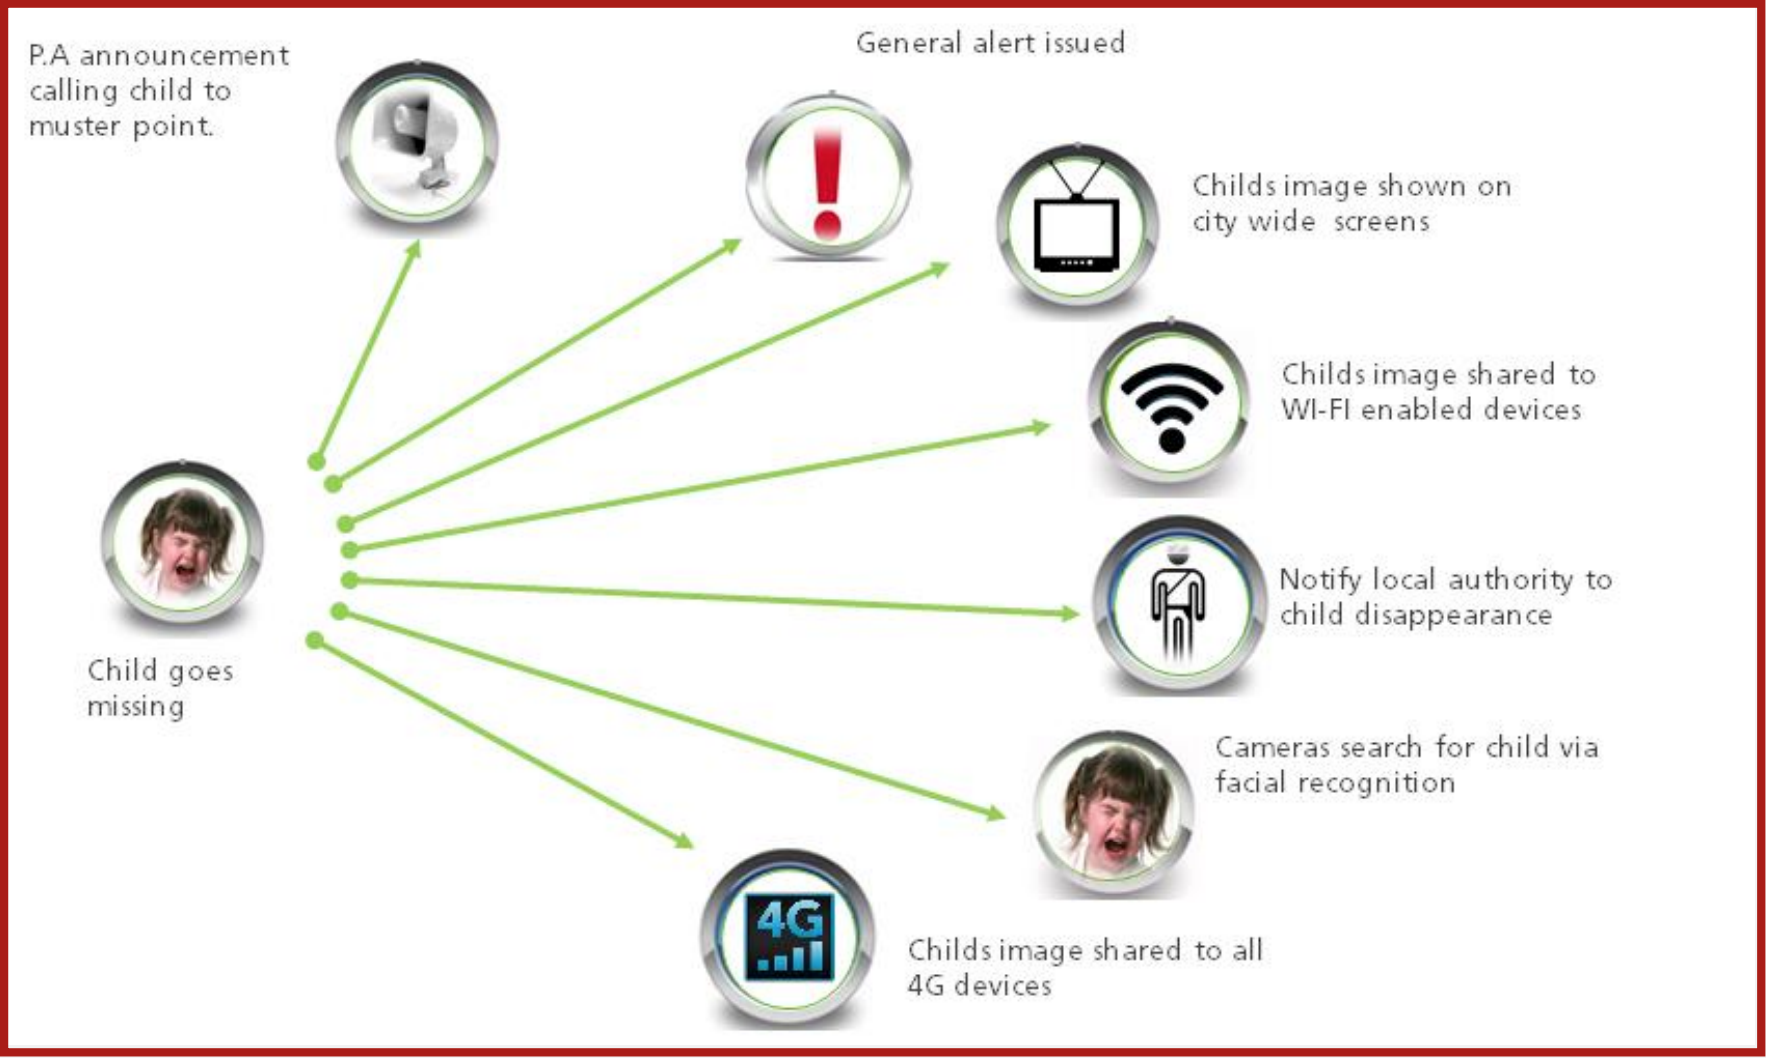 P.A announcement
calling child to
muster point.
General alert issued
Childs image shown on
city wide screens
Childs image shared to
WI-FI enabled devices
Notify local authority to
child disappearance
Child goes
missing
Cameras search for child via
facial recognition
4G
Childs image shared to all
4G devices